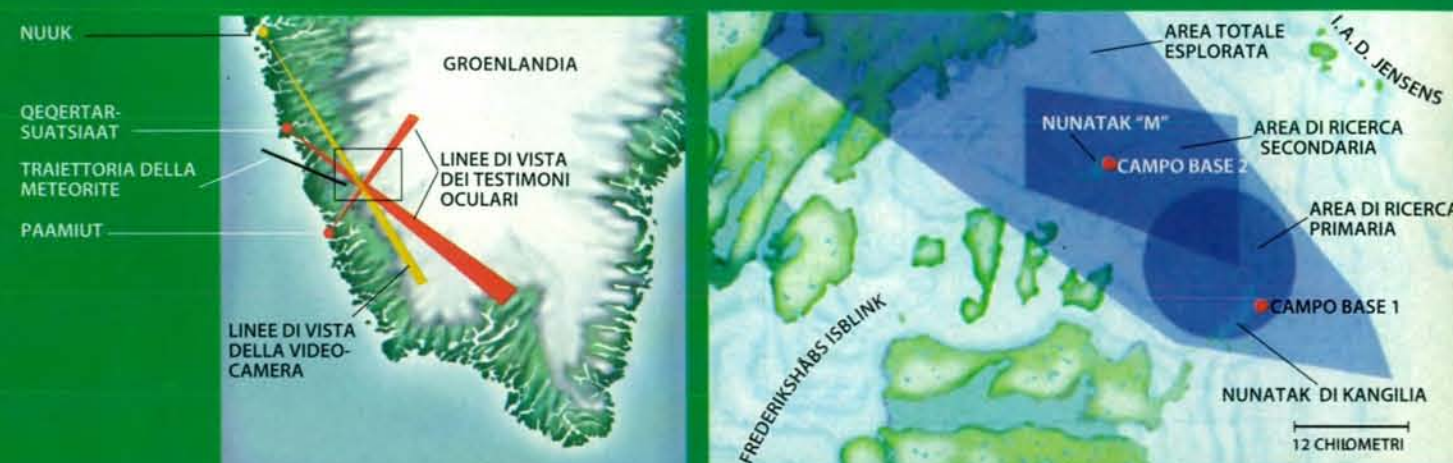 NUUK
QEQERTAR-
SUATSIAAT
TRAIETTORIA DELLA
METEORITE
PAAMIUT
GROENLANDIA
LINEE DI VISTA
DEI TESTIMONI
OCULARI
LINEE DI VISTA
DELLA VIDEO-
CAMERA
AREA TOTALE
ESPLORATA
I.A.D. JENSENS
NUNATAK "M"
AREA DI RICERCA
SECONDARIA
CAMPO BASE 2
AREA DI RICERCA
PRIMARIA
CAMPO BASE 1
FREDERIKSHÅBS ISBLINK
NUNATAK DI KANGILIA
12 CHILOMETRI